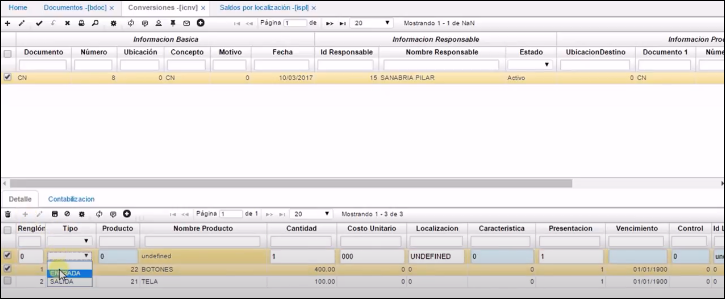 Home Documentos -[bdoc] x Conversiones -[icnv] x Saldos por localización -[ispl] x
Página 1 de 20 Mostrando 1 - 1 de NaN
Informacion Basica Informacion Responsable
Documento Número Ubicación Concepto Motivo Fecha Id Responsable Nombre Responsable Estado UbicacionDestino Documento 1
CN 8 0 CN 0 10/03/2017 15 SANABRIA PILAR Activo 0 CN
Detalle Contabilizacion
Página 1 de 1 20 Mostrando 1 - 3 de 3
Renglón Tipo Producto Nombre Producto Cantidad Costo Unitario Localizacion Caracteristica Presentacion Vencimiento Control
0 0 undefined 1 000 UNDEFINED 0 1 0
1 22 BOTONES 400.00 0 0 0 1 01/01/1900 0
ENTRADA
2 SALIDA 21 TELA 100.00 0 0 0 1 01/01/1900 0